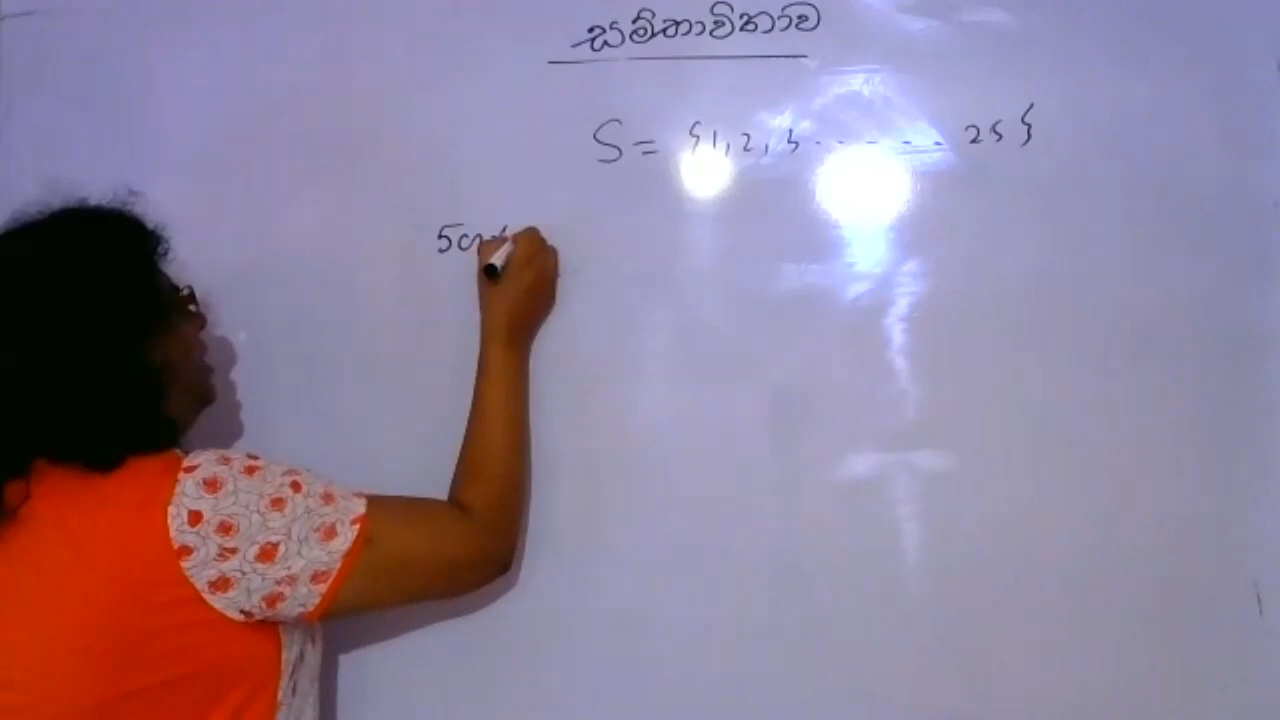 සම්භාවිතාව
S = {1, 2, 3 - - - - - - 25}